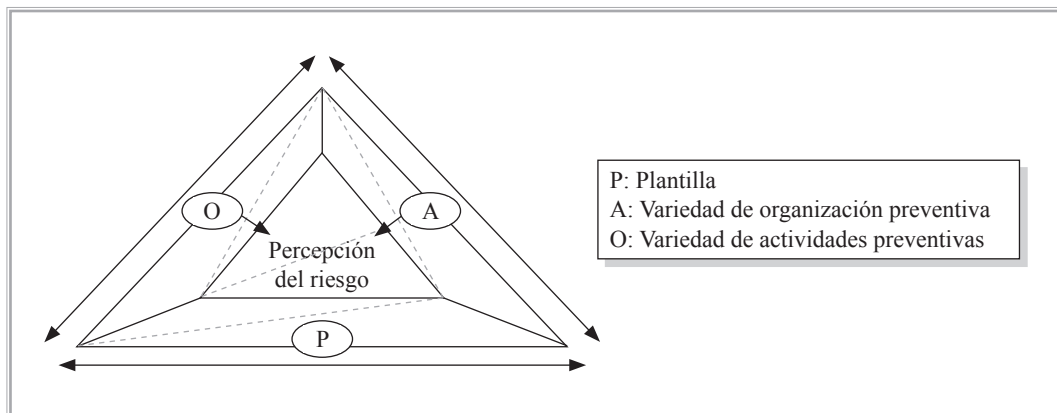 O
A
Percepción
del riesgo
P
P: Plantilla
A: Variedad de organización preventiva
O: Variedad de actividades preventivas